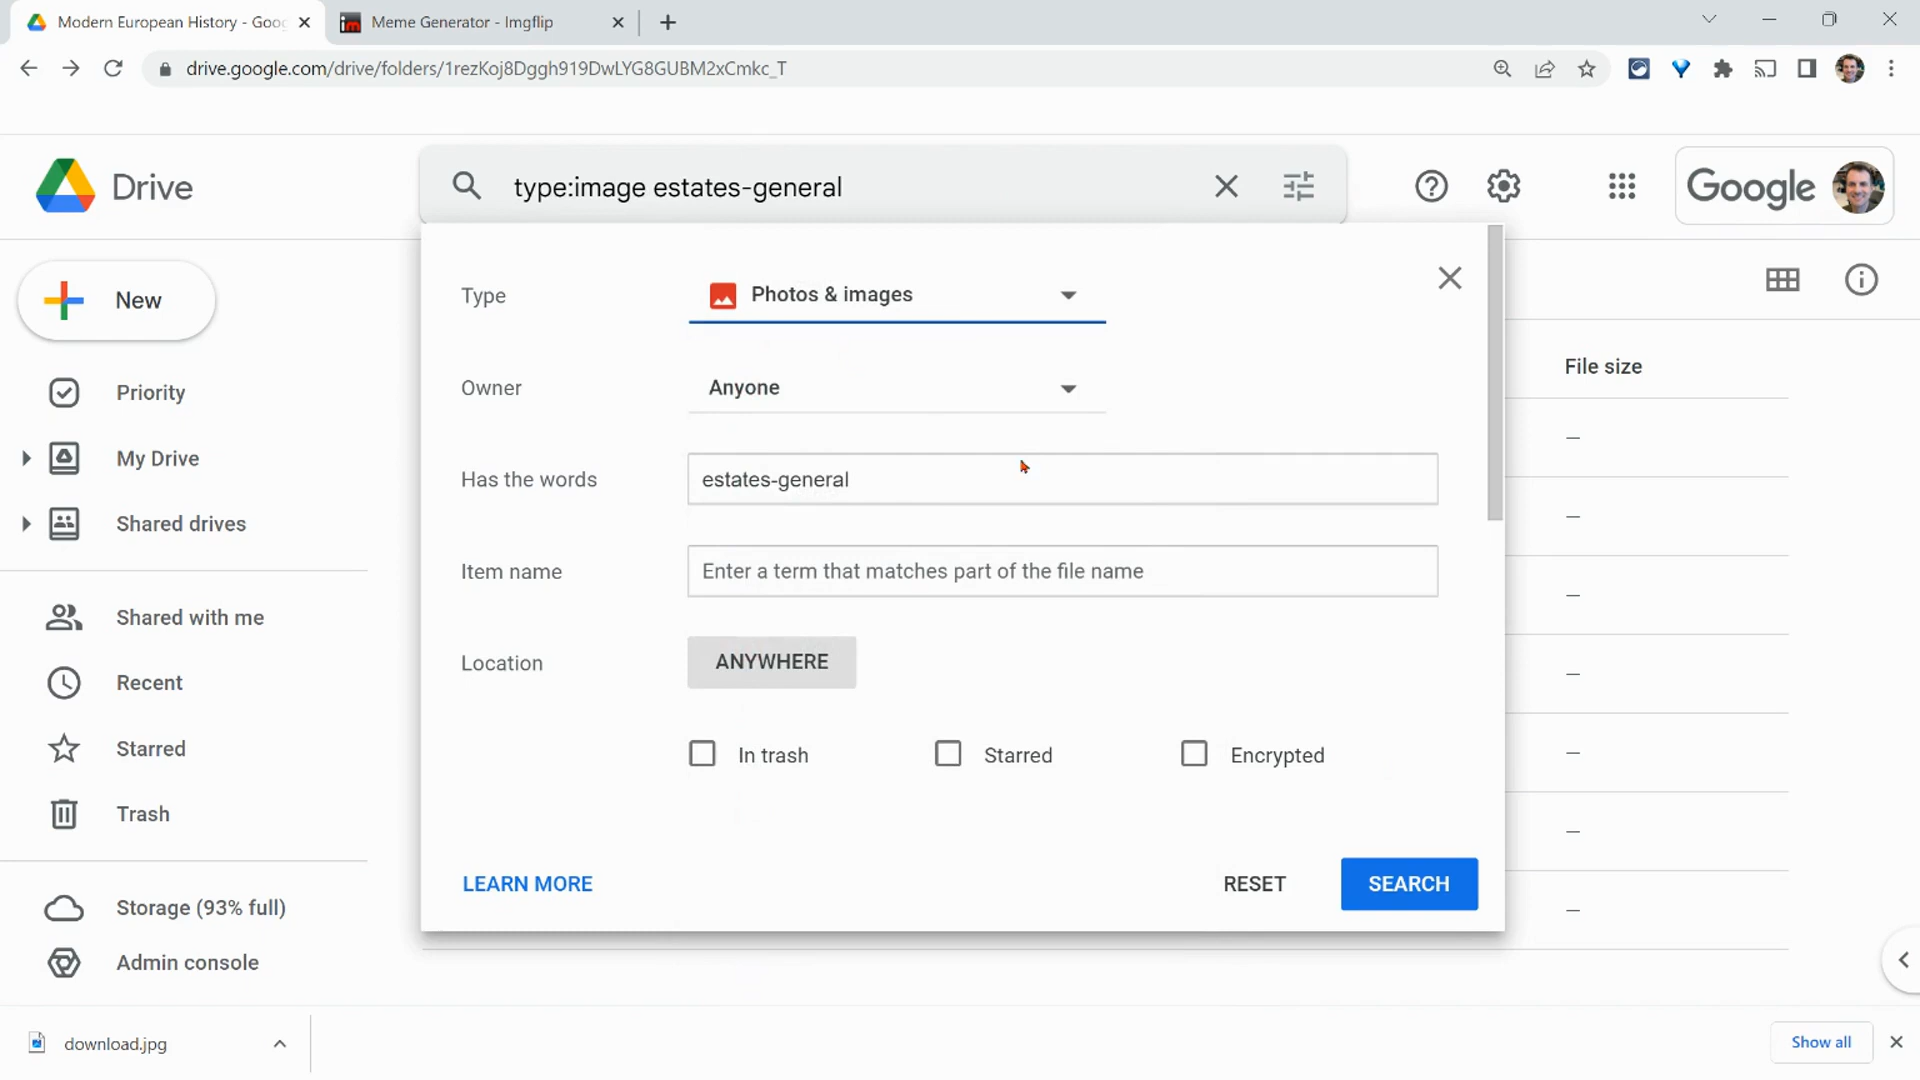 Modern European History - Goo
Meme Generator - Imgflip
drive.google.com/drive/folders/1rezKoj8Dggh919DwLYG8GUBM2xCmkc_T
Drive
type:image estates-general
Google
New
Type
Photos & images
File size
Priority
Owner
Anyone
My Drive
Has the words
estates-general
Shared drives
Item name
Enter a term that matches part of the file name
Shared with me
Location
ANYWHERE
Recent
Starred
In trash
Starred
Encrypted
Trash
LEARN MORE
RESET
SEARCH
Storage (93% full)
Admin console
download.jpg
Show all